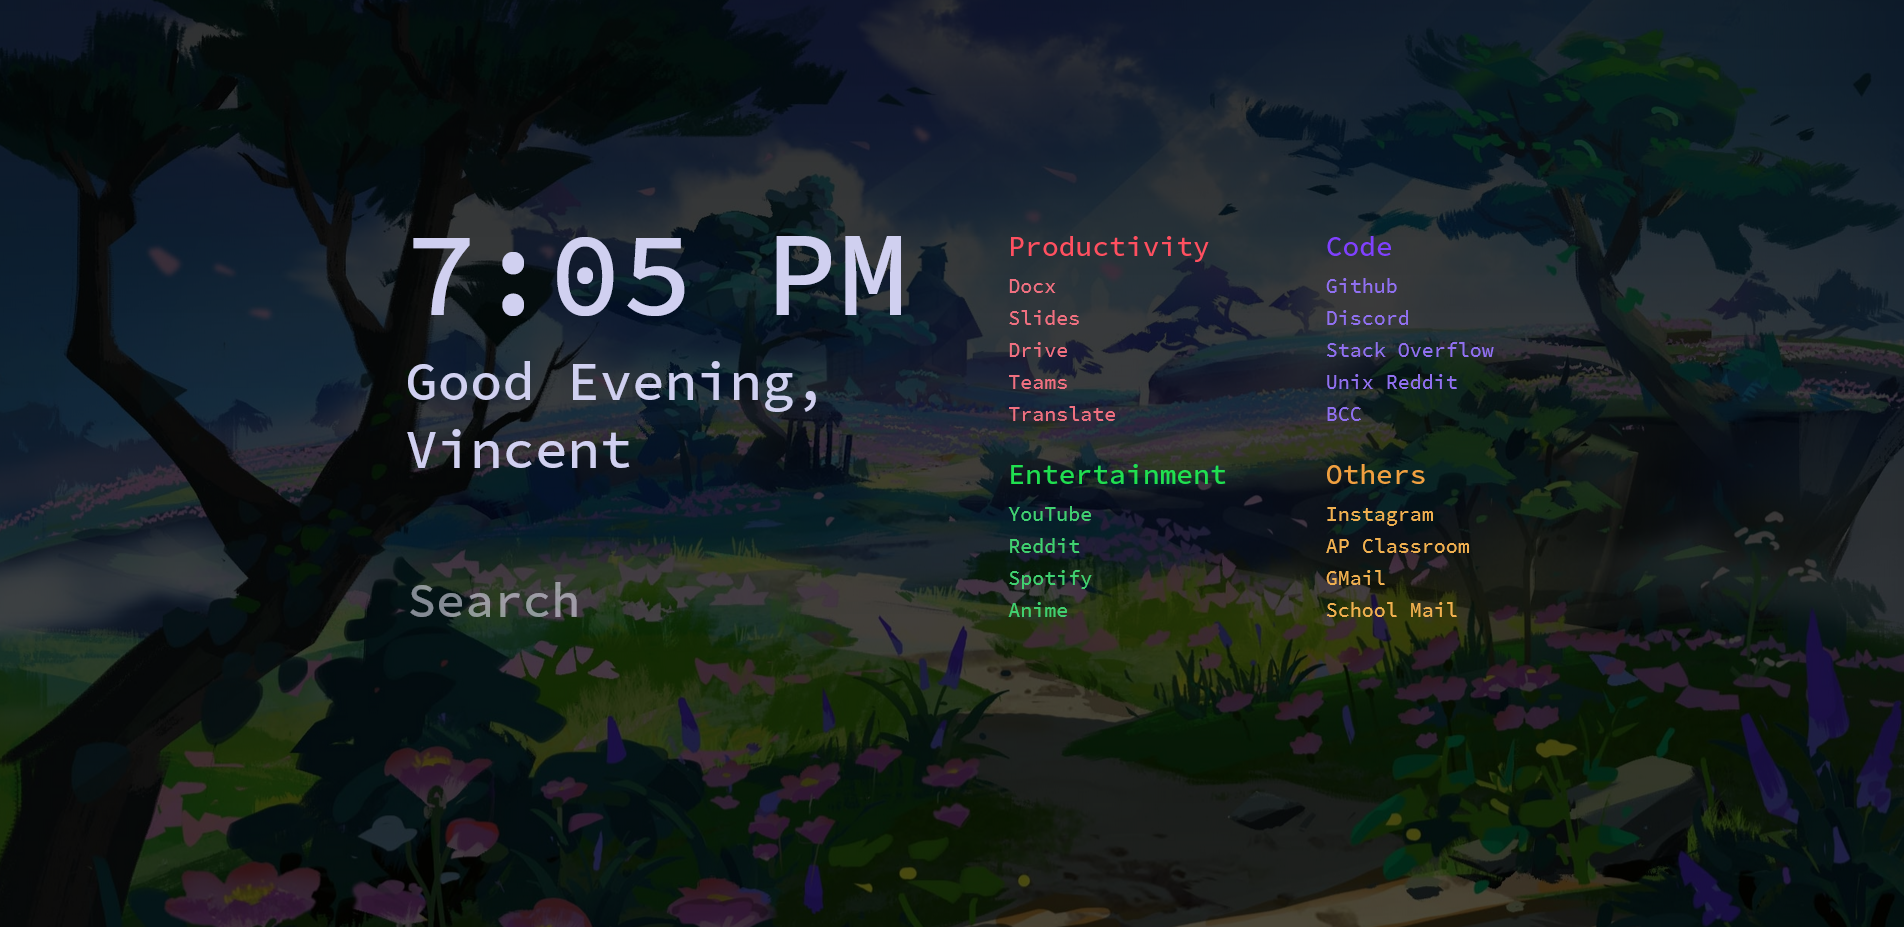 7:05 PM
Good Evening,
Vincent
Search
Productivity
Docx
Slides
Drive
Teams
Translate
Code
Github
Discord
Stack Overflow
Unix Reddit
BCC
Entertainment
YouTube
Reddit
Spotify
Anime
Others
Instagram
AP Classroom
GMail
School Mail